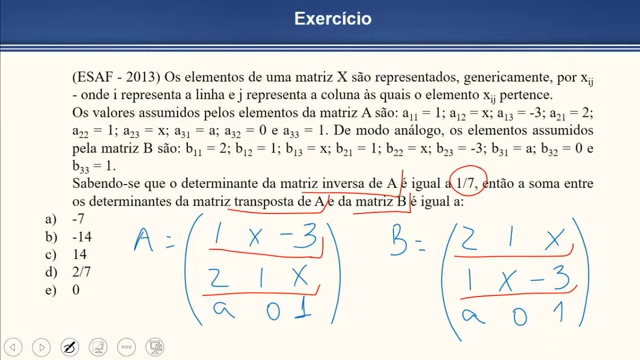 Exercício
(ESAF - 2013) Os elementos de uma matriz X são representados, genericamente, por xij
- onde i representa a linha e j representa a coluna às quais o elemento xij pertence.
Os valores assumidos pelos elementos da matriz A são: a11 = 1; a12 = x; a13 = -3; a21 = 2;
a22 = 1; a23 = x; a31 = a; a32 = 0 e a33 = 1. De modo análogo, os elementos assumidos
pela matriz B são: b11 = 2; b12 = 1; b13 = x; b21 = 1; b22 = x; b23 = -3; b31 = a; b32 = 0 e
b33 = 1.
Sabendo-se que o determinante da matriz inversa de A é igual a 1/7, então a soma entre
os determinantes da matriz transposta de A e da matriz B é igual a:
a) -7
b) -14
c) 14
d) 2/7
e) 0
A = ( 1 x -3
2 1 x
a 0 1 )
B = ( 2 1 x
1 x -3
a 0 1 )